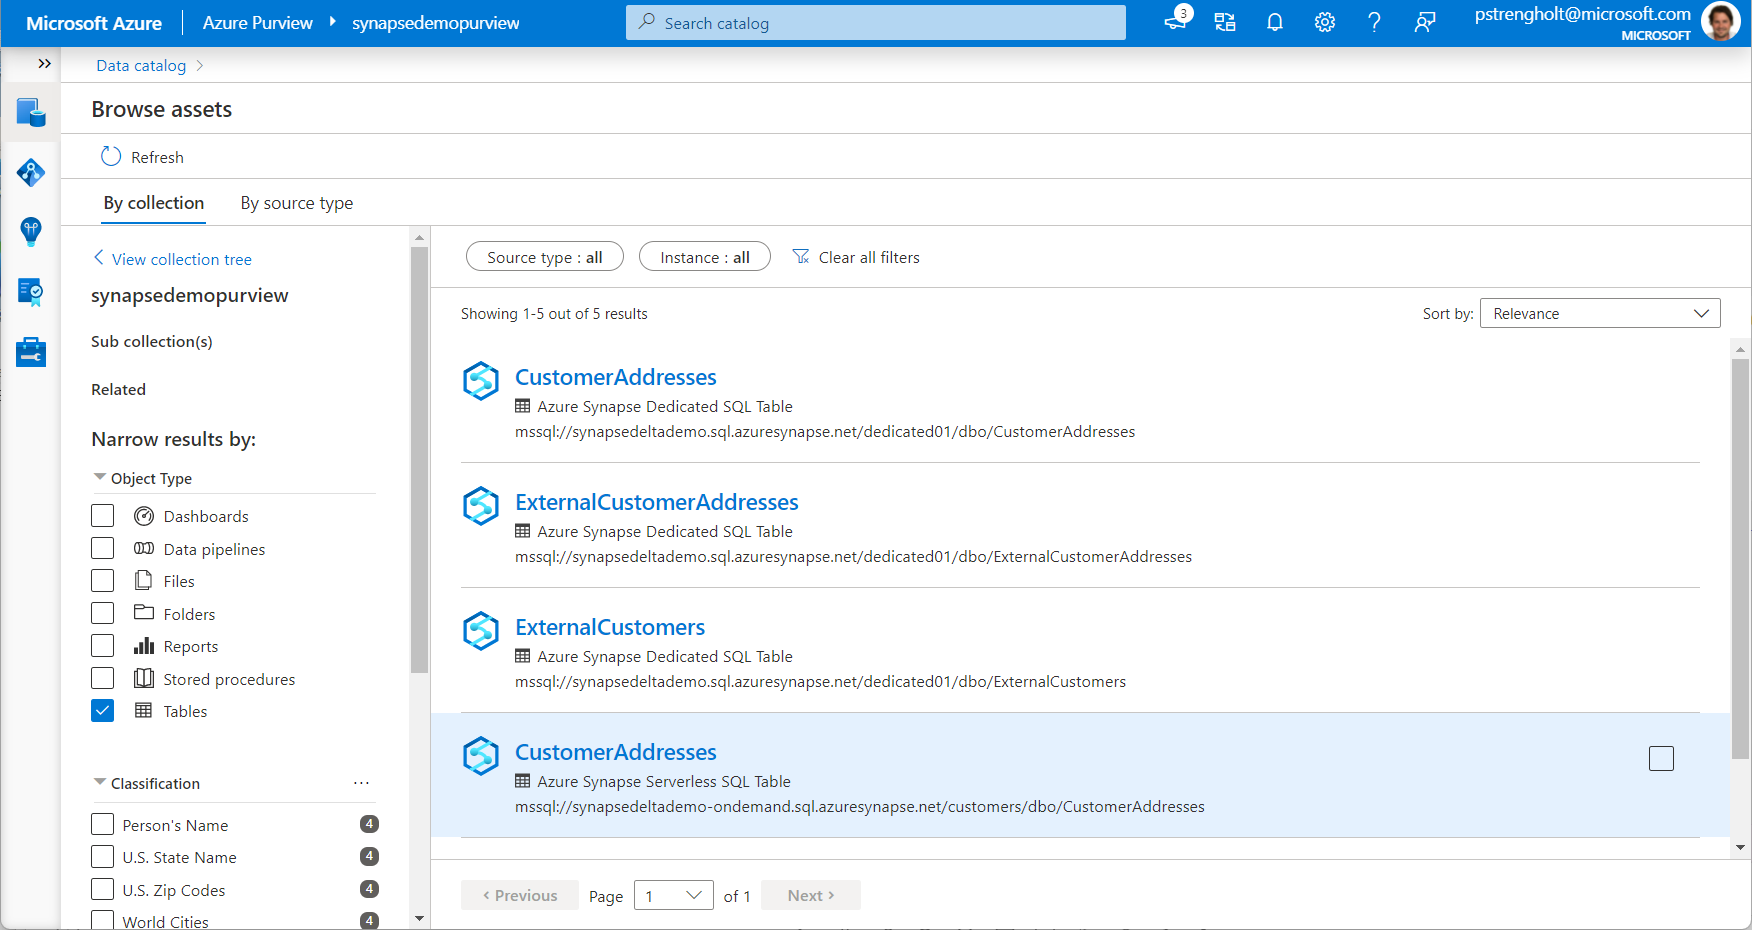 Microsoft Azure
Azure Purview
synapsedemopurview
Search catalog
3
pstrengholt@microsoft.com
MICROSOFT
Data catalog
Browse assets
Refresh
By collection
By source type
View collection tree
synapsedemopurview
Sub collection(s)
Related
Narrow results by:
Object Type
Dashboards
Data pipelines
Files
Folders
Reports
Stored procedures
Tables
Classification ...
Person's Name 4
U.S. State Name 4
U.S. Zip Codes 4
World Cities 4
Source type : all
Instance : all
Clear all filters
Showing 1-5 out of 5 results
Sort by: Relevance
CustomerAddresses
Azure Synapse Dedicated SQL Table
mssql://synapsedeltademo.sql.azuresynapse.net/dedicated01/dbo/CustomerAddresses
ExternalCustomerAddresses
Azure Synapse Dedicated SQL Table
mssql://synapsedeltademo.sql.azuresynapse.net/dedicated01/dbo/ExternalCustomerAddresses
ExternalCustomers
Azure Synapse Dedicated SQL Table
mssql://synapsedeltademo.sql.azuresynapse.net/dedicated01/dbo/ExternalCustomers
CustomerAddresses
Azure Synapse Serverless SQL Table
mssql://synapsedeltademo-ondemand.sql.azuresynapse.net/customers/dbo/CustomerAddresses
< Previous Page 1 of 1 Next >